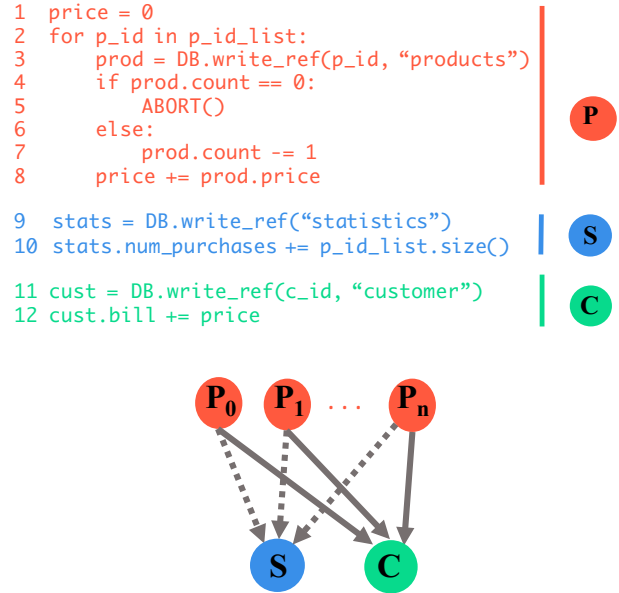 1 price = 0
2 for p_id in p_id_list:
3 prod = DB.write_ref(p_id, “products”)
4 if prod.count == 0:
5 ABORT()
6 else:
7 prod.count -= 1
8 price += prod.price
P
9 stats = DB.write_ref(“statistics”)
10 stats.num_purchases += p_id_list.size()
S
11 cust = DB.write_ref(c_id, “customer”)
12 cust.bill += price
C
P0 P1 ... Pn
S C